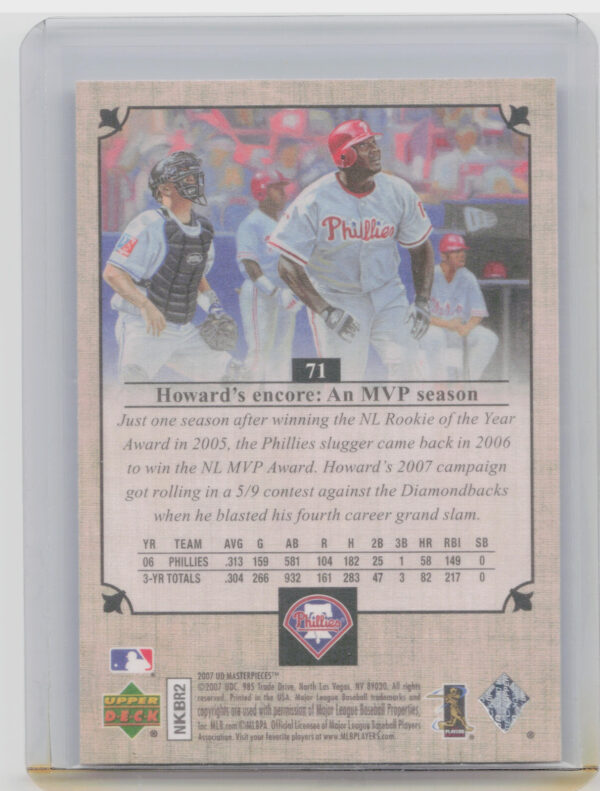 Phillies
71
Howard's encore: An MVP season
Just one season after winning the NL Rookie of the Year
Award in 2005, the Phillies slugger came back in 2006
to win the NL MVP Award. Howard's 2007 campaign
got rolling in a 5/9 contest against the Diamondbacks
when he blasted his fourth career grand slam.
YR TEAM AVG G AB R H 2B 3B HR RBI SB
06 PHILLIES .313 159 581 104 182 25 1 58 149 0
3-YR TOTALS .304 266 932 161 283 47 3 82 217 0
Phillies
2007 UD MASTERPIECES™
©2007 UDC, 985 Trade Drive, North Las Vegas, NV 89030. All rights
reserved. Printed in the USA. Major League Baseball trademarks and
copyrights are used with permission of Major League Baseball Properties,
Inc. MLB.com ©MLBPA. Official Licensee of Major League Baseball Players
Association. Visit your favorite players at www.MLBPLAYERS.com.
UPPER
DECK
NKBR2
PLAYERS